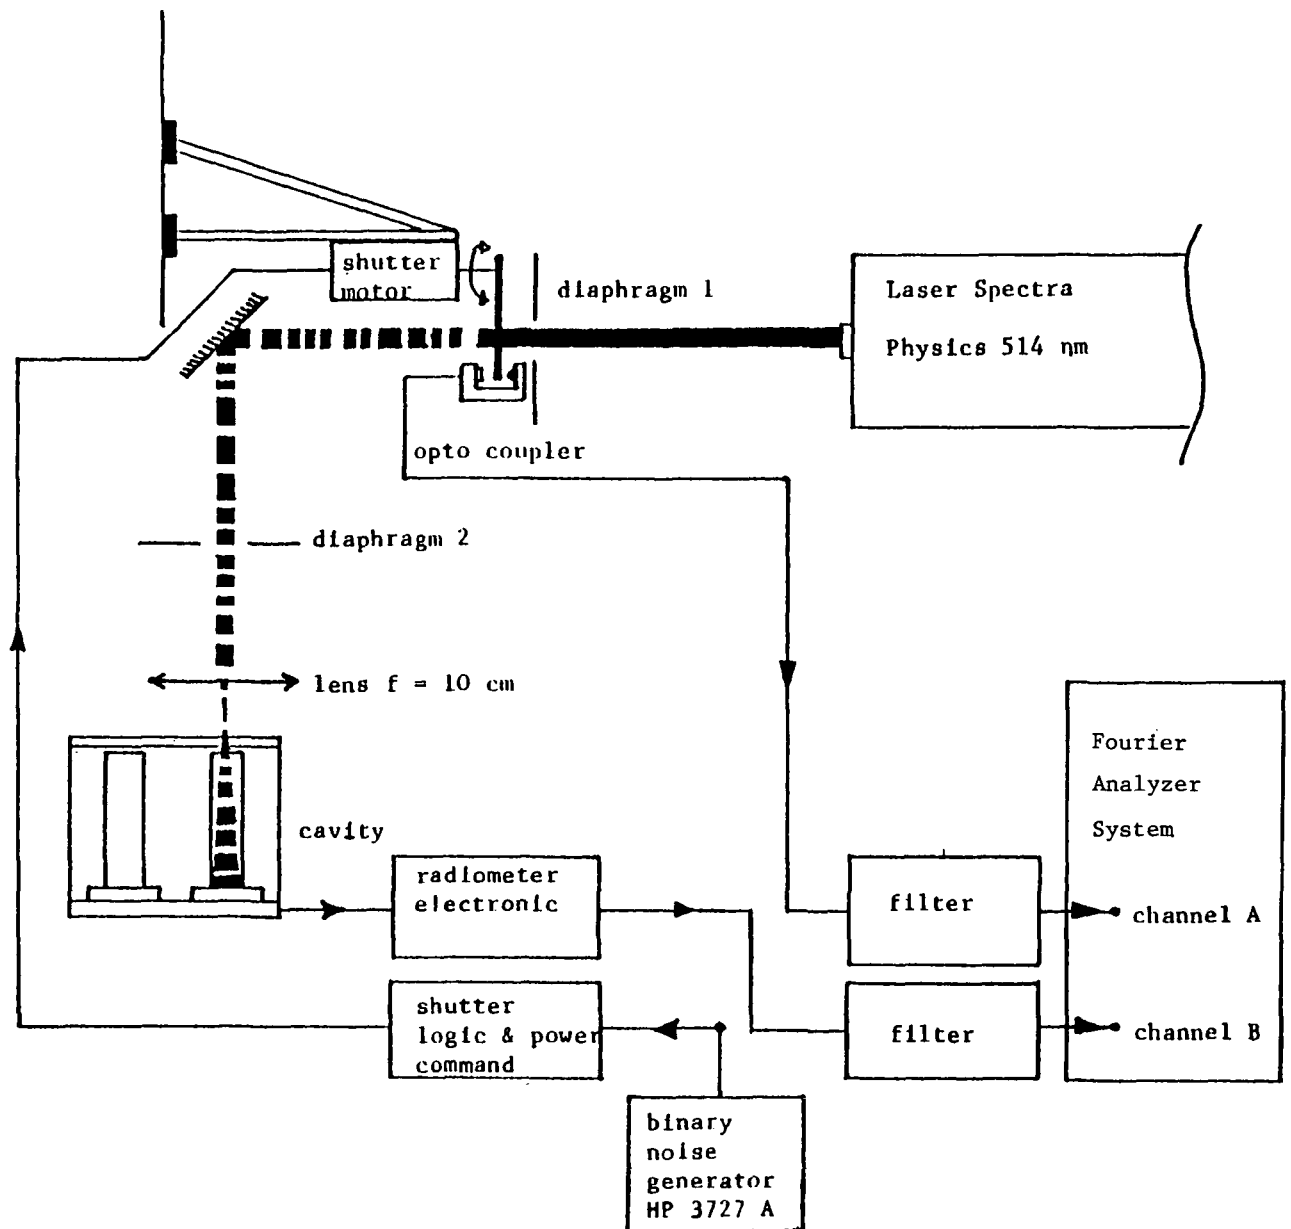 shutter
motor
diaphragm 1
Laser Spectra
Physics 514 ηm
opto coupler
diaphragm 2
lens f = 10 cm
cavity
Fourier
Analyzer
System
radiometer
electronic
filter
channel A
shutter
logic & power
command
filter
channel B
binary
noise
generator
HP 3727 A